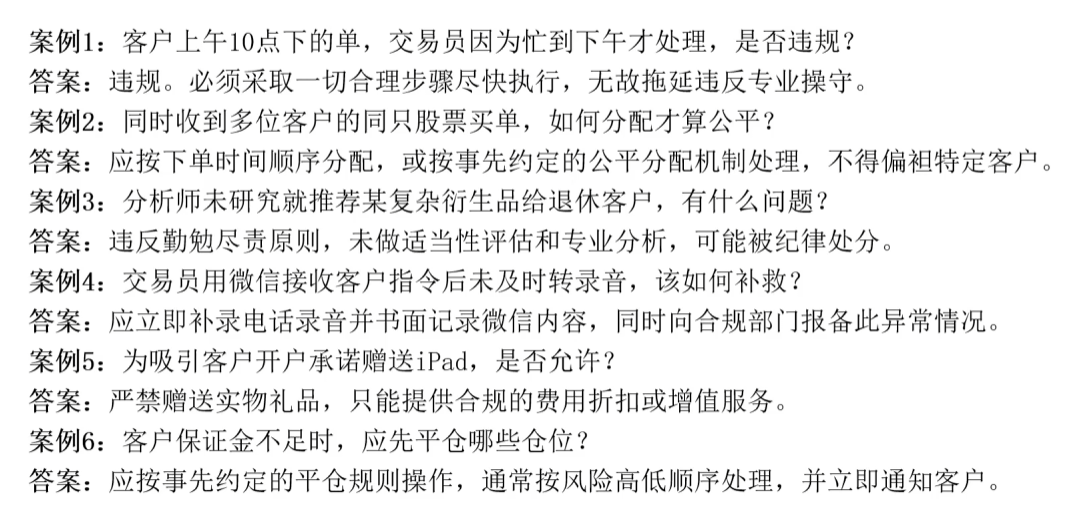 案例1：客户上午10点下的单，交易员因为忙到下午才处理，是否违规？
答案：违规。必须采取一切合理步骤尽快执行，无故拖延违反专业操守。
案例2：同时收到多位客户的同只股票买单，如何分配才算公平？
答案：应按下单时间顺序分配，或按事先约定的公平分配机制处理，不得偏袒特定客户。
案例3：分析师未研究就推荐某复杂衍生品给退休客户，有什么问题？
答案：违反勤勉尽责原则，未做适当性评估和专业分析，可能被纪律处分。
案例4：交易员用微信接收客户指令后未及时转录音，该如何补救？
答案：应立即补录电话录音并书面记录微信内容，同时向合规部门报备此异常情况。
案例5：为吸引客户开户承诺赠送iPad，是否允许？
答案：严禁赠送实物礼品，只能提供合规的费用折扣或增值服务。
案例6：客户保证金不足时，应先平仓哪些仓位？
答案：应按事先约定的平仓规则操作，通常按风险高低顺序处理，并立即通知客户。